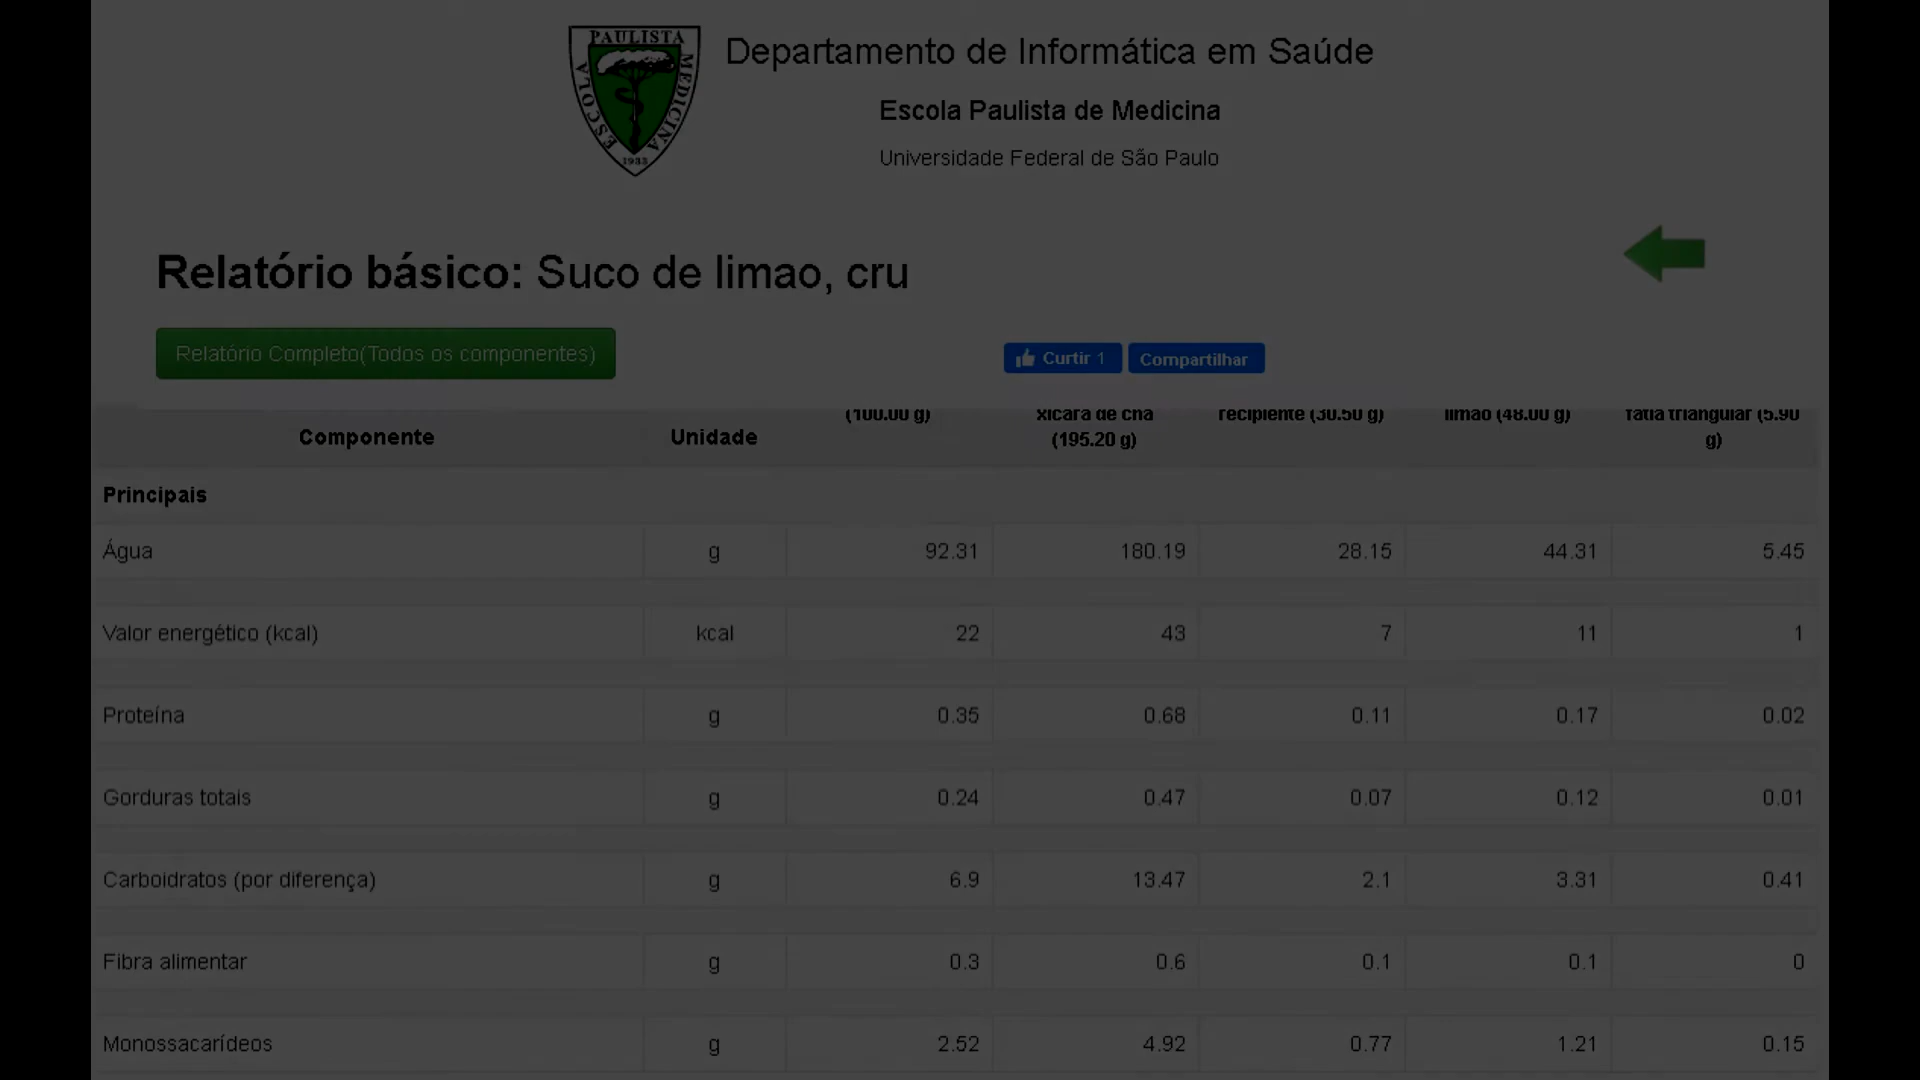 ESCOLA PAULISTA MEDICINA
1933
Departamento de Informática em Saúde
Escola Paulista de Medicina
Universidade Federal de São Paulo
Relatório básico: Suco de limao, cru
Relatório Completo(Todos os componentes)
Curtir 1 Compartilhar
Componente Unidade (100.00 g) xicara de cha (195.20 g) recipiente (30.50 g) limao (48.00 g) fatia triangular (5.90 g)
Principais
Água g 92.31 180.19 28.15 44.31 5.45
Valor energético (kcal) kcal 22 43 7 11 1
Proteína g 0.35 0.68 0.11 0.17 0.02
Gorduras totais g 0.24 0.47 0.07 0.12 0.01
Carboidratos (por diferença) g 6.9 13.47 2.1 3.31 0.41
Fibra alimentar g 0.3 0.6 0.1 0.1 0
Monossacarídeos g 2.52 4.92 0.77 1.21 0.15